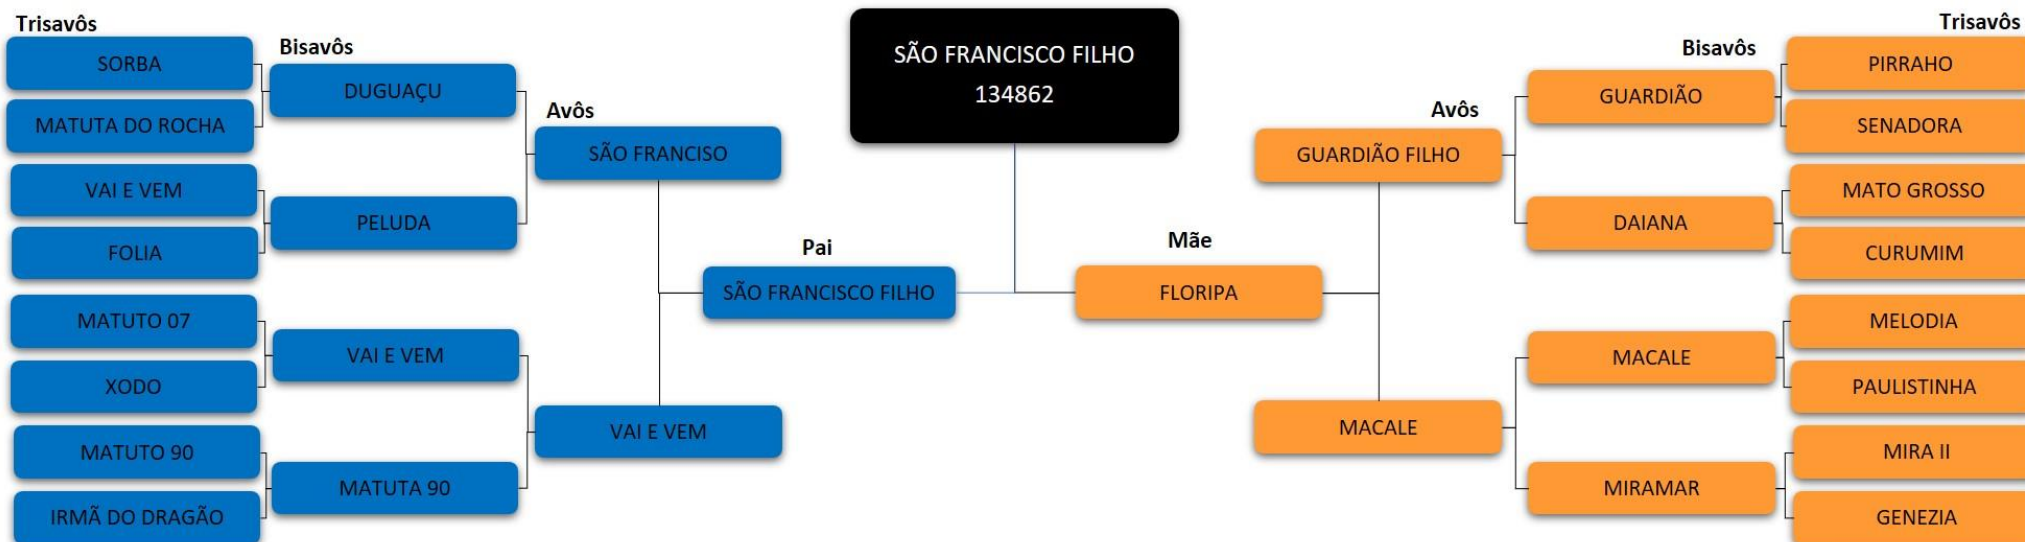 Trisavôs
SORBA
MATUTA DO ROCHA
VAI E VEM
FOLIA
MATUTO 07
XODO
MATUTO 90
IRMÃ DO DRAGÃO
Bisavôs
DUGUAÇU
PELUDA
VAI E VEM
MATUTA 90
Avôs
SÃO FRANCISO
VAI E VEM
Pai
SÃO FRANCISCO FILHO
SÃO FRANCISCO FILHO
134862
Mãe
FLORIPA
Avôs
GUARDIÃO FILHO
MACALE
Bisavôs
GUARDIÃO
DAIANA
MACALE
MIRAMAR
Trisavôs
PIRRAHO
SENADORA
MATO GROSSO
CURUMIM
MELODIA
PAULISTINHA
MIRA II
GENEZIA